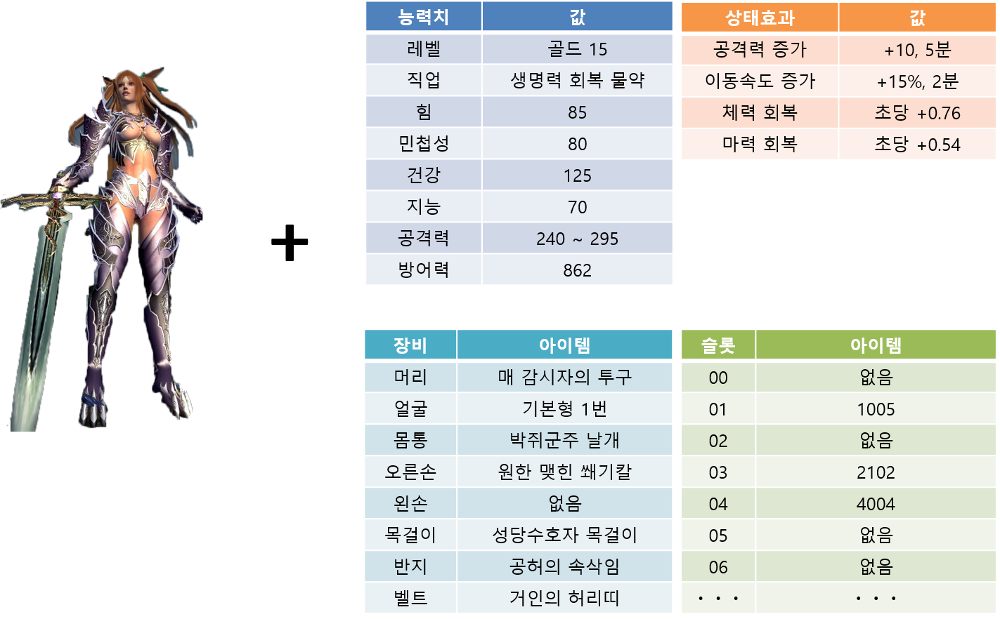 능력치 값
레벨 골드 15
직업 생명력 회복 물약
힘 85
민첩성 80
건강 125
지능 70
공격력 240 ~ 295
방어력 862
상태효과 값
공격력 증가 +10, 5분
이동속도 증가 +15%, 2분
체력 회복 초당 +0.76
마력 회복 초당 +0.54
+
장비 아이템
머리 매 감시자의 투구
얼굴 기본형 1번
몸통 박쥐군주 날개
오른손 원한 맺힌 쐐기칼
왼손 없음
목걸이 성당수호자 목걸이
반지 공허의 속삭임
벨트 거인의 허리띠
슬롯 아이템
00 없음
01 1005
02 없음
03 2102
04 4004
05 없음
06 없음
・・・ ・・・